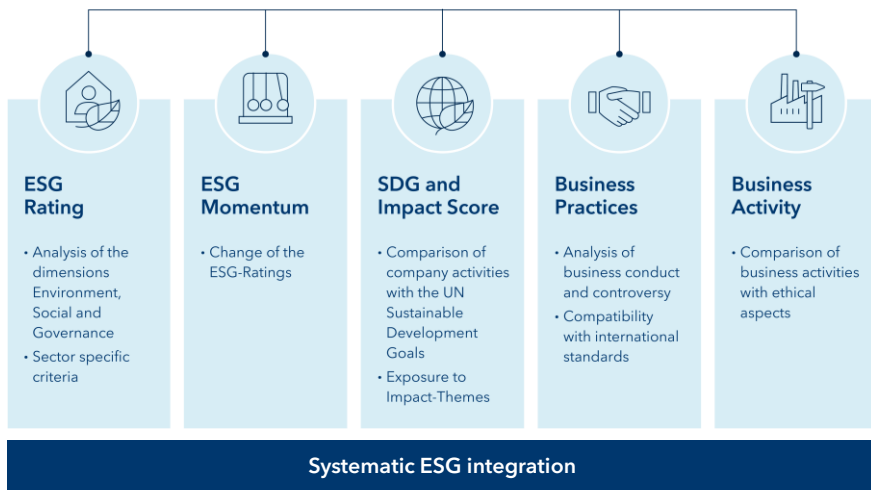 ESG
Rating
• Analysis of the
dimensions
Environment,
Social and
Governance
• Sector specific
criteria
ESG
Momentum
• Change of the
ESG-Ratings
SDG and
Impact Score
• Comparison of
company activities
with the UN
Sustainable
Development
Goals
• Exposure to
Impact-Themes
Business
Practices
• Analysis of
business conduct
and controversy
• Compatibility
with international
standards
Business
Activity
• Comparison of
business activities
with ethical
aspects
Systematic ESG integration